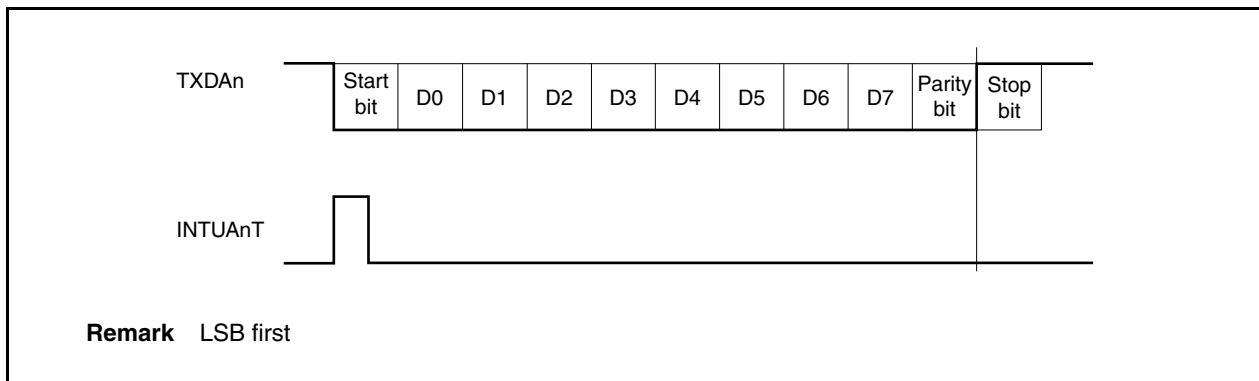 TXDAn
Start bit
D0
D1
D2
D3
D4
D5
D6
D7
Parity bit
Stop bit
INTUAnT
Remark LSB first